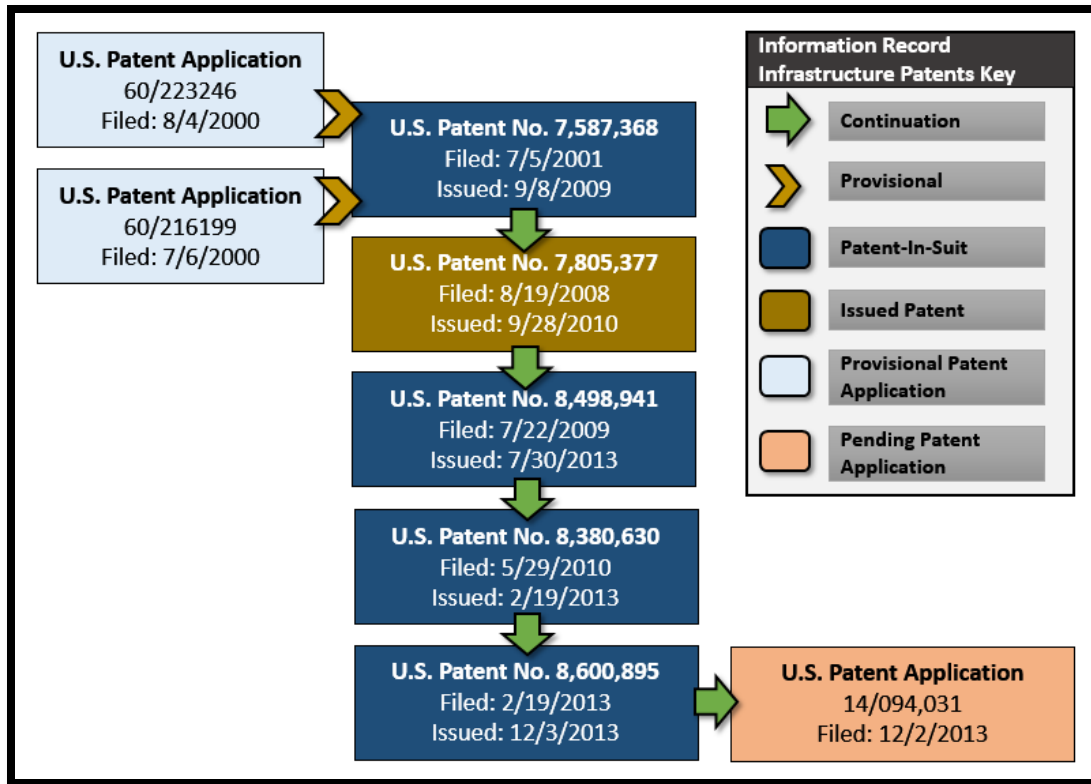 U.S. Patent Application
60/223246
Filed: 8/4/2000
U.S. Patent Application
60/216199
Filed: 7/6/2000
U.S. Patent No. 7,587,368
Filed: 7/5/2001
Issued: 9/8/2009
U.S. Patent No. 7,805,377
Filed: 8/19/2008
Issued: 9/28/2010
U.S. Patent No. 8,498,941
Filed: 7/22/2009
Issued: 7/30/2013
U.S. Patent No. 8,380,630
Filed: 5/29/2010
Issued: 2/19/2013
U.S. Patent No. 8,600,895
Filed: 2/19/2013
Issued: 12/3/2013
U.S. Patent Application
14/094,031
Filed: 12/2/2013
Information Record
Infrastructure Patents Key
Continuation
Provisional
Patent-In-Suit
Issued Patent
Provisional Patent
Application
Pending Patent
Application